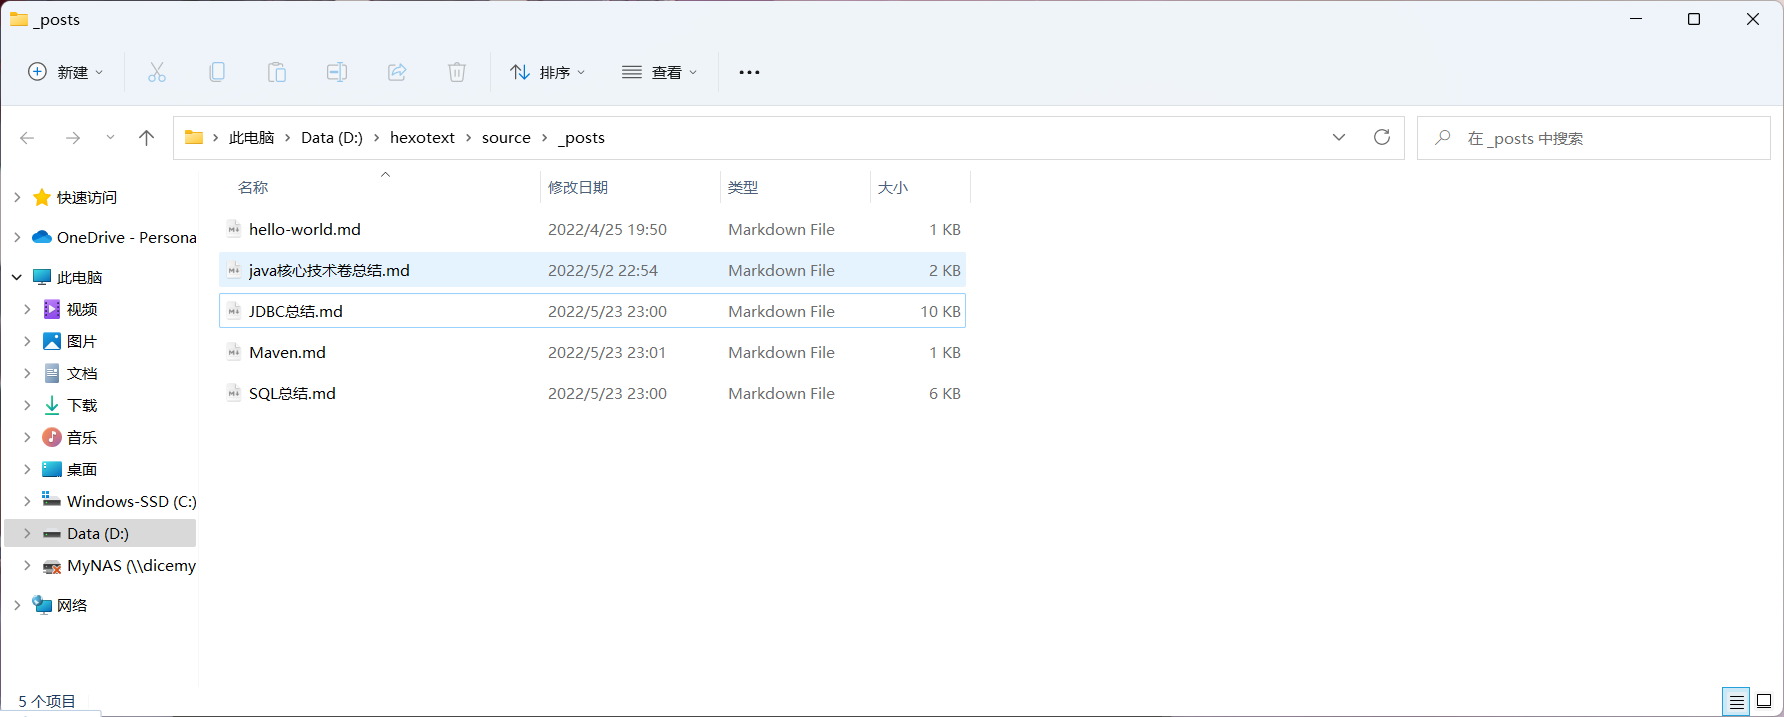 _posts
新建
排序
查看
此电脑 Data (D:) hexotext source _posts
在 _posts 中搜索
快速访问
OneDrive - Persona
此电脑
视频
图片
文档
下载
音乐
桌面
Windows-SSD (C:)
Data (D:)
MyNAS (\\dicemy
网络
名称 修改日期 类型 大小
hello-world.md 2022/4/25 19:50 Markdown File 1 KB
java核心技术卷总结.md 2022/5/2 22:54 Markdown File 2 KB
JDBC总结.md 2022/5/23 23:00 Markdown File 10 KB
Maven.md 2022/5/23 23:01 Markdown File 1 KB
SQL总结.md 2022/5/23 23:00 Markdown File 6 KB
5 个项目